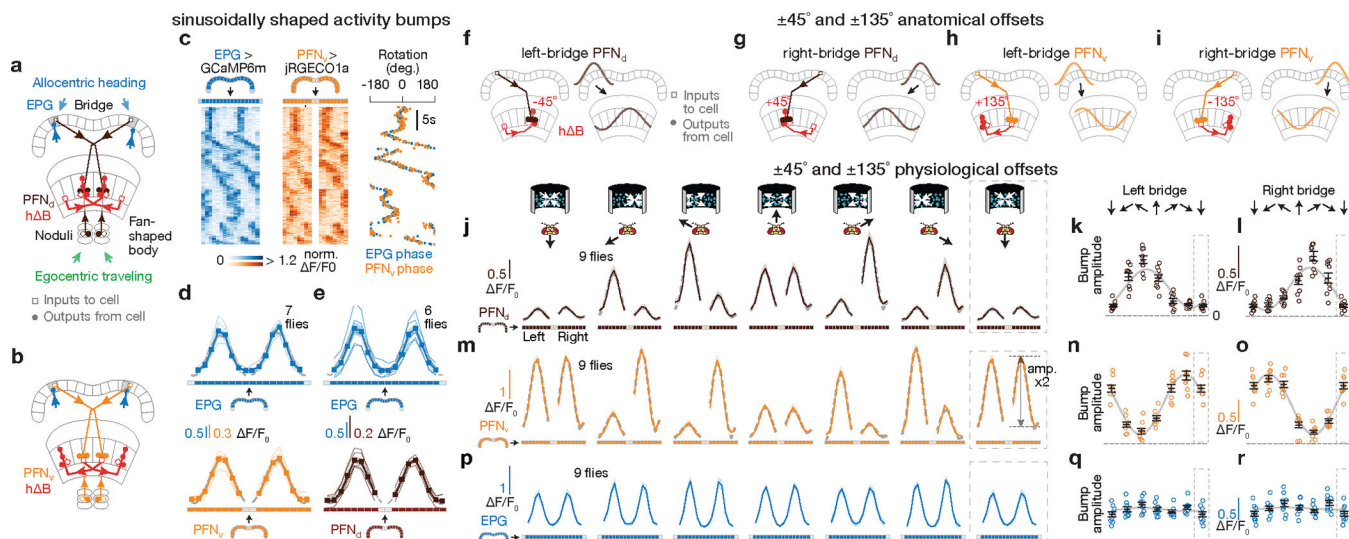 sinusoidally shaped activity bumps
±45° and ±135° anatomical offsets
a
Allocentric heading
EPG
Bridge
PFNd
hΔB
Noduli
Fan-
shaped
body
Egocentric traveling
Inputs to cell
Outputs from cell
b
PFNv
hΔB
c
EPG >
GCaMP6m
PFNv >
jRGECO1a
Rotation
(deg.)
-180 0 180
5s
0 > 1.2
norm.
ΔF/F0
EPG phase
PFNv phase
d
7
flies
EPG
0.5 0.3 ΔF/F0
PFNv
e
6
flies
EPG
0.5 0.2 ΔF/F0
PFNd
f
left-bridge PFNd
-45°
hΔB
Inputs
to cell
Outputs
from cell
g
right-bridge PFNd
+45°
h
left-bridge PFNv
+135°
i
right-bridge PFNv
-135°
±45° and ±135° physiological offsets
j
9 flies
0.5
ΔF/F0
PFNd
Left Right
k
Left bridge
Bump
amplitude
l
Right bridge
0.5
ΔF/F0
0
m
9 flies
1
ΔF/F0
PFNv
amp.
x2
n
Bump
amplitude
o
0.5
ΔF/F0
p
9 flies
1
ΔF/F0
EPG
q
Bump
amplitude
r
0.5
ΔF/F0